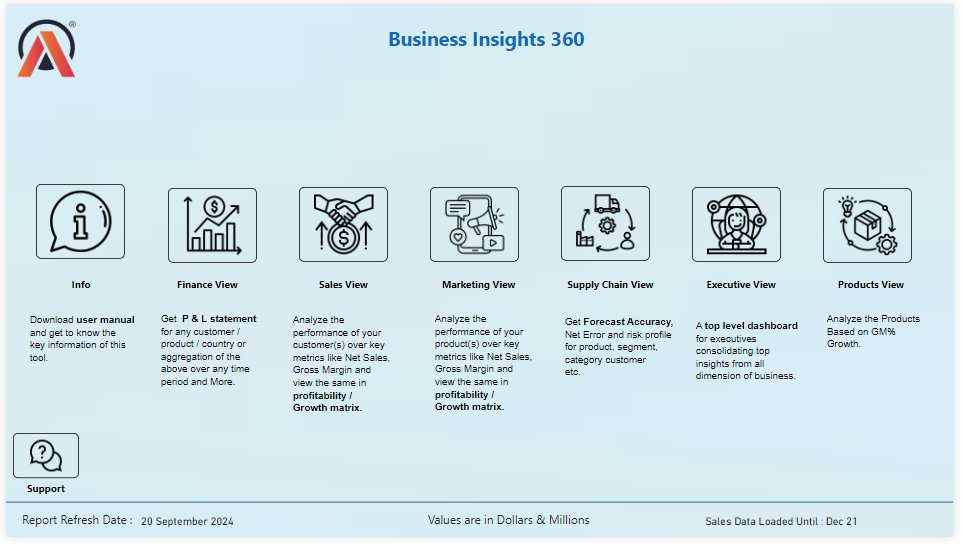 ®
Business Insights 360
Info
Download user manual
and get to know the
key information of this
tool.
Finance View
Get P & L statement
for any customer /
product / country or
aggregation of the
above over any time
period and More.
Sales View
Analyze the
performance of your
customer(s) over key
metrics like Net Sales,
Gross Margin and
view the same in
profitability /
Growth matrix.
Marketing View
Analyze the
performance of your
product(s) over key
metrics like Net Sales,
Gross Margin and
view the same in
profitability /
Growth matrix.
Supply Chain View
Get Forecast Accuracy,
Net Error and risk profile
for product, segment,
category customer
etc.
Executive View
A top level dashboard
for executives
consolidating top
insights from all
dimension of business.
Products View
Analyze the Products
Based on GM%
Growth.
Support
Report Refresh Date : 20 September 2024
Values are in Dollars & Millions
Sales Data Loaded Until : Dec 21